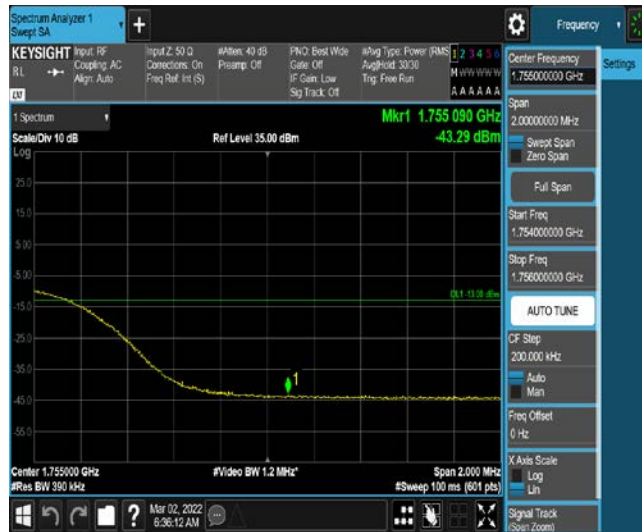 Spectrum Analyzer 1
Swept SA
Frequency
KEYSIGHT
RL
LXI
Input: RF
Coupling: AC
Align: Auto
Input Z: 50 Ω
Corrections: On
Freq Ref: Int (S)
#Atten: 40 dB
Preamp: Off
PNO: Best Wide
Gate: Off
IF Gain: Low
Sig Track: Off
#Avg Type: Power (RMS
Avg|Hold: 30/30
Trig: Free Run
1 2 3 4 5 6
M W W W W W
A A A A A A
1 Spectrum
Scale/Div 10 dB
Ref Level 35.00 dBm
Mkr1 1.755 090 GHz
-43.29 dBm
Log
25.0
15.0
5.00
-5.00
-15.0
-25.0
-35.0
-45.0
-55.0
DL1 -13.00 dBm
1
Center 1.755000 GHz
#Res BW 390 kHz
#Video BW 1.2 MHz*
Span 2.000 MHz
#Sweep 100 ms (601 pts)
Mar 02, 2022
6:36:12 AM
Center Frequency
1.755000000 GHz
Settings
Span
2.00000000 MHz
Swept Span
Zero Span
Full Span
Start Freq
1.754000000 GHz
Stop Freq
1.756000000 GHz
AUTO TUNE
CF Step
200.000 kHz
Auto
Man
Freq Offset
0 Hz
X Axis Scale
Log
Lin
Signal Track
(Span Zoom)